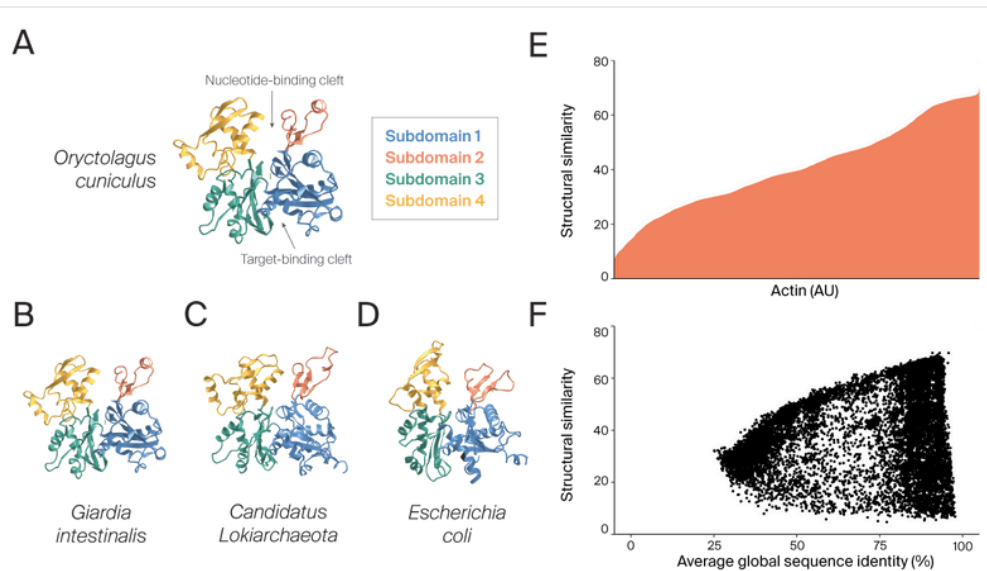 A
Nucleotide-binding cleft
Oryctolagus
cuniculus
Subdomain 1
Subdomain 2
Subdomain 3
Subdomain 4
Target-binding cleft
B
Giardia
intestinalis
C
Candidatus
Lokiarchaeota
D
Escherichia
coli
E
Structural similarity
80
60
40
20
0
Actin (AU)
F
Structural similarity
80
60
40
20
0
0 25 50 75 100
Average global sequence identity (%)